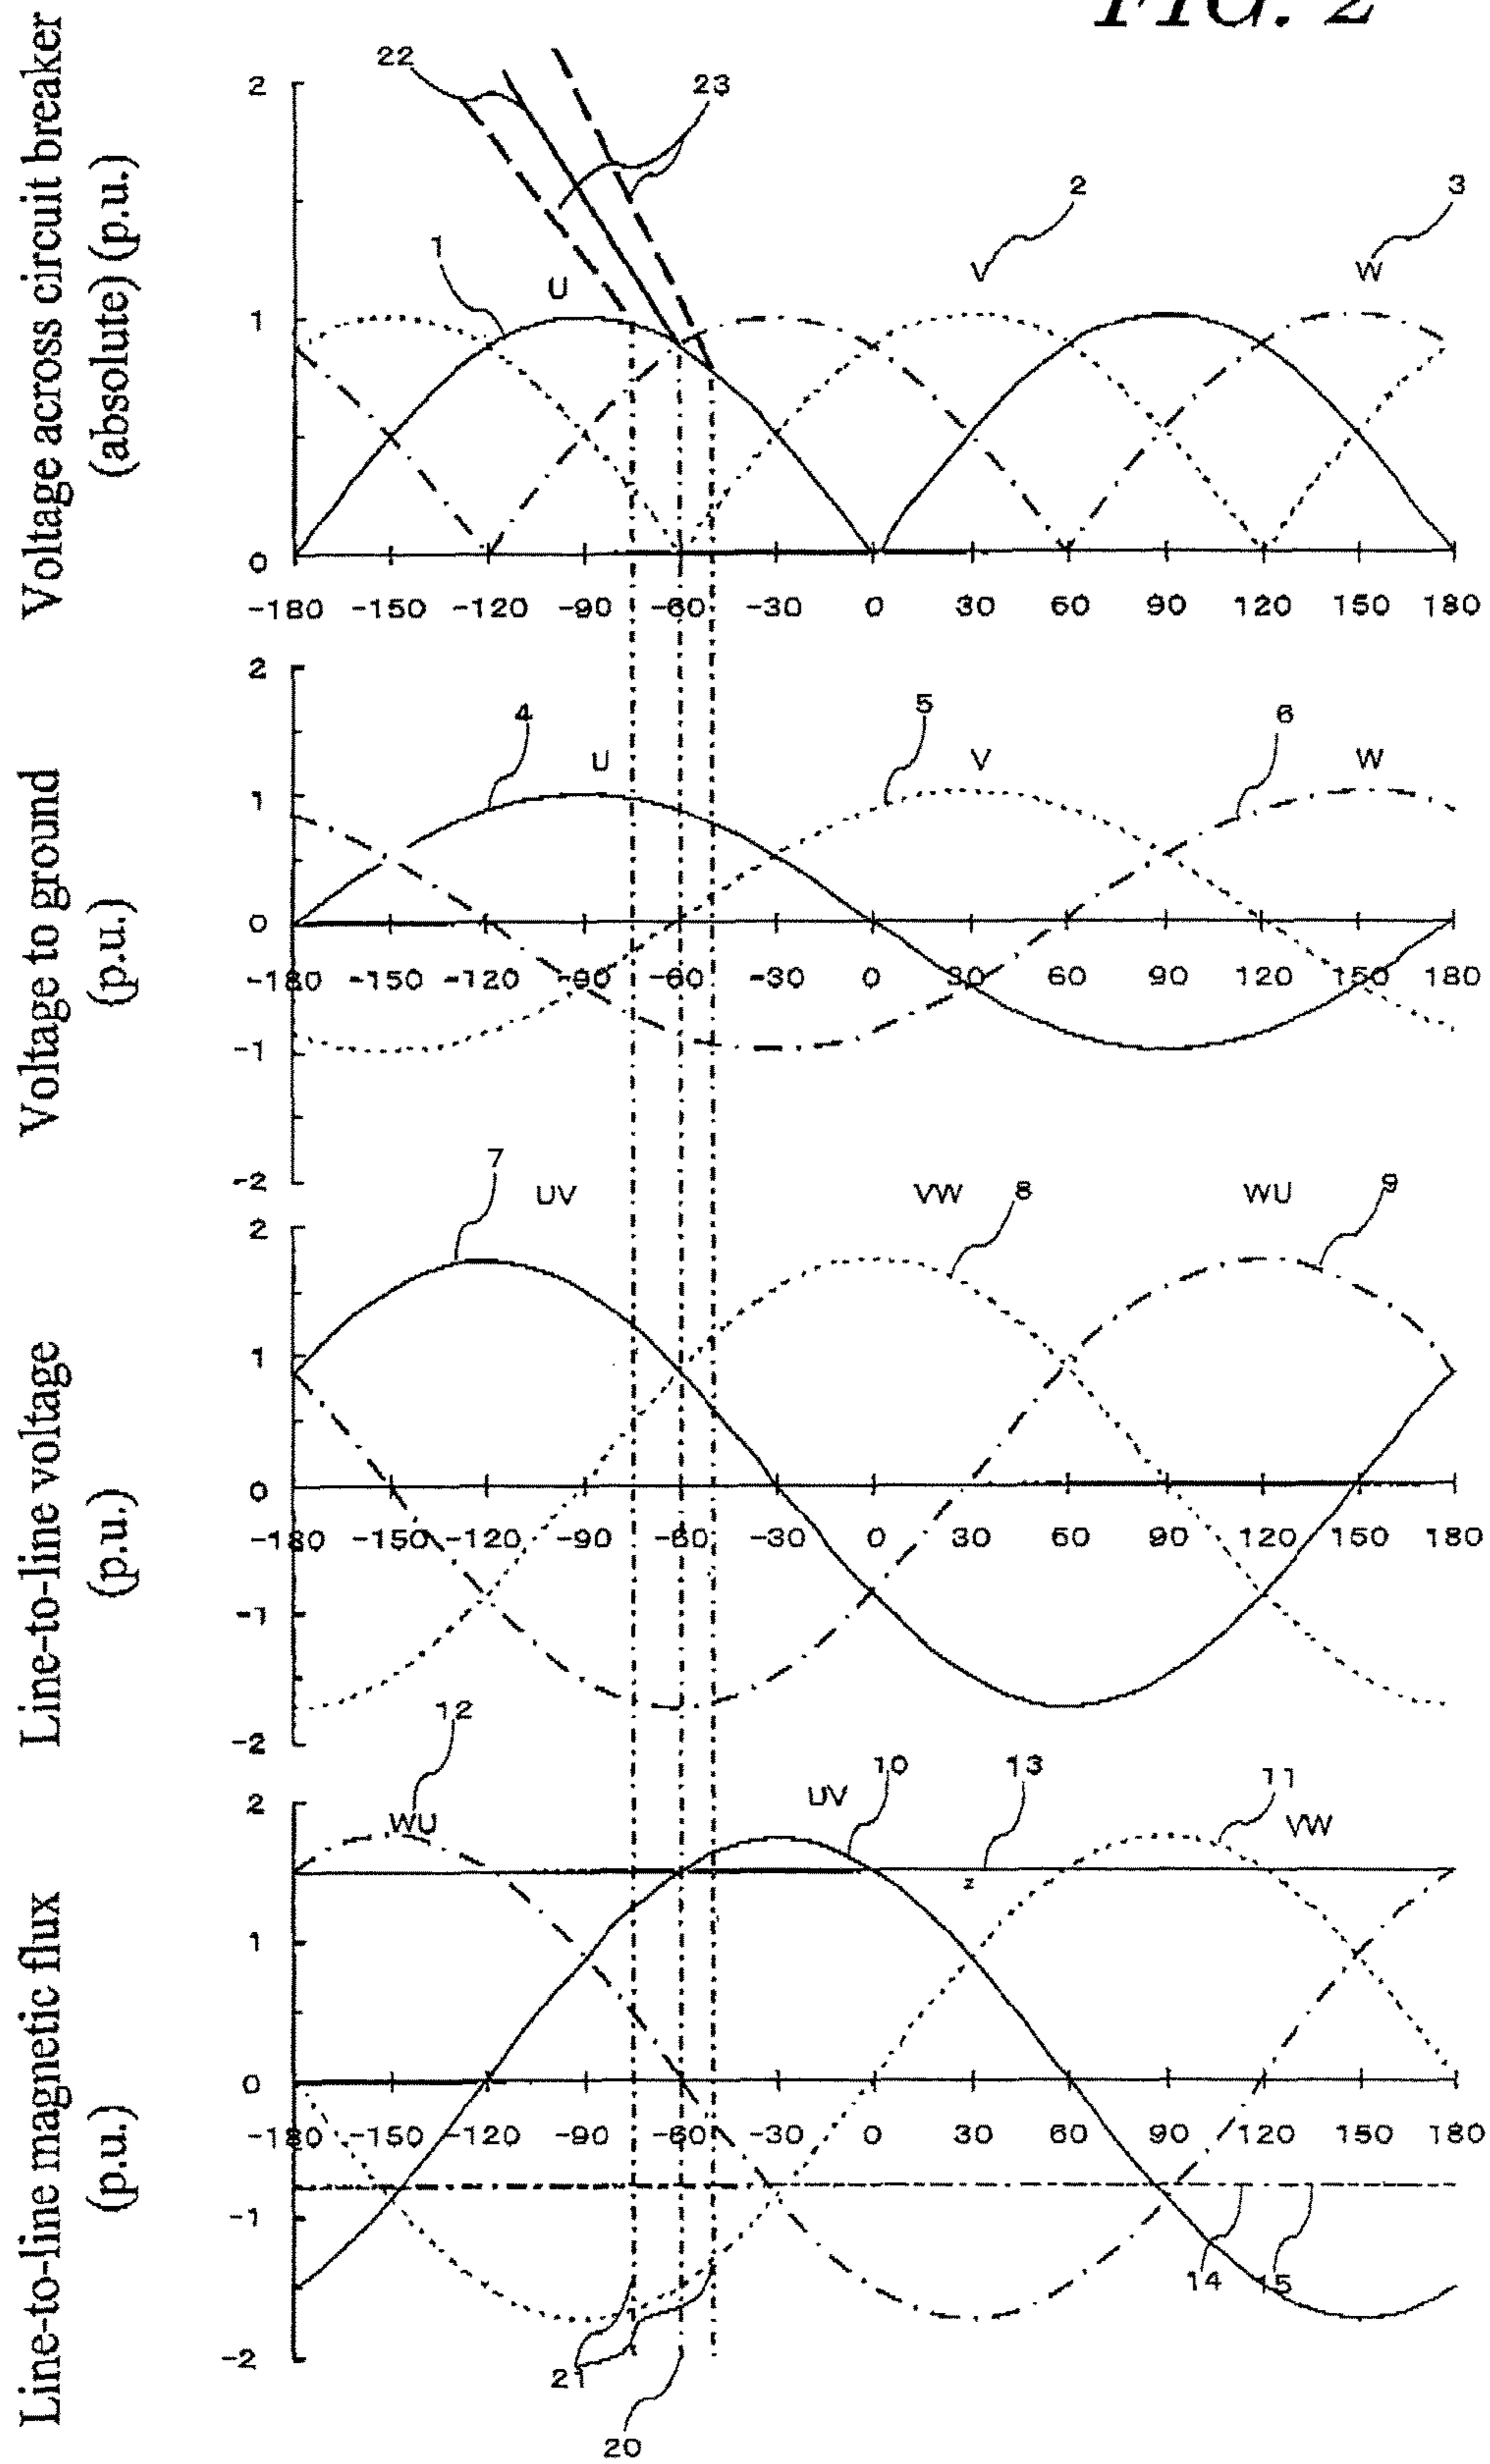 FIG. 2
Voltage across circuit breaker
(absolute) (p.u.)
22
23
2
3
1
U
V
W
2
1
0
-180 -150 -120 -90 -60 -30 0 30 60 90 120 150 180
Voltage to ground
(p.u.)
4
5
6
U
V
W
2
1
0
-180 -150 -120 -90 -60 -30 0 30 60 90 120 150 180
-1
-2
Line-to-line voltage
(p.u.)
7
UV
VW
8
WU
9
2
1
0
-180 -150 -120 -90 -60 -30 0 30 60 90 120 150 180
-1
-2
Line-to-line magnetic flux
(p.u.)
12
WU
UV
10
13
11
VW
z
2
1
0
-180 -150 -120 -90 -60 -30 0 30 60 90 120 150 180
-1
14
15
-2
21
20